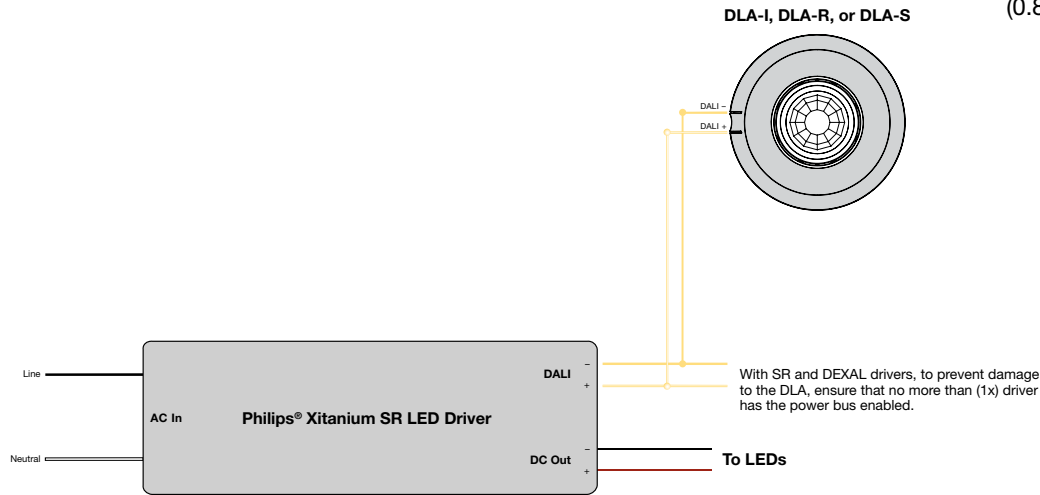 DLA-I, DLA-R, or DLA-S
(0.8
DALI –
DALI +
Line
AC In
Neutral
Philips® Xitanium SR LED Driver
DALI
–
+
With SR and DEXAL drivers, to prevent damage
to the DLA, ensure that no more than (1x) driver
has the power bus enabled.
DC Out
–
+
To LEDs